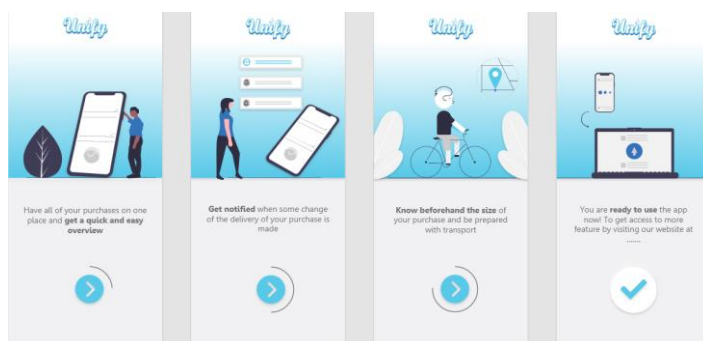 Unify
Have all of your purchases on one
place and get a quick and easy
overview
Unify
Get notified when some change
of the delivery of your purchase is
made
Unify
Know beforehand the size of
your purchase and be prepared
with transport
Unify
You are ready to use the app
now! To get access to more
feature by visiting our website at
.......